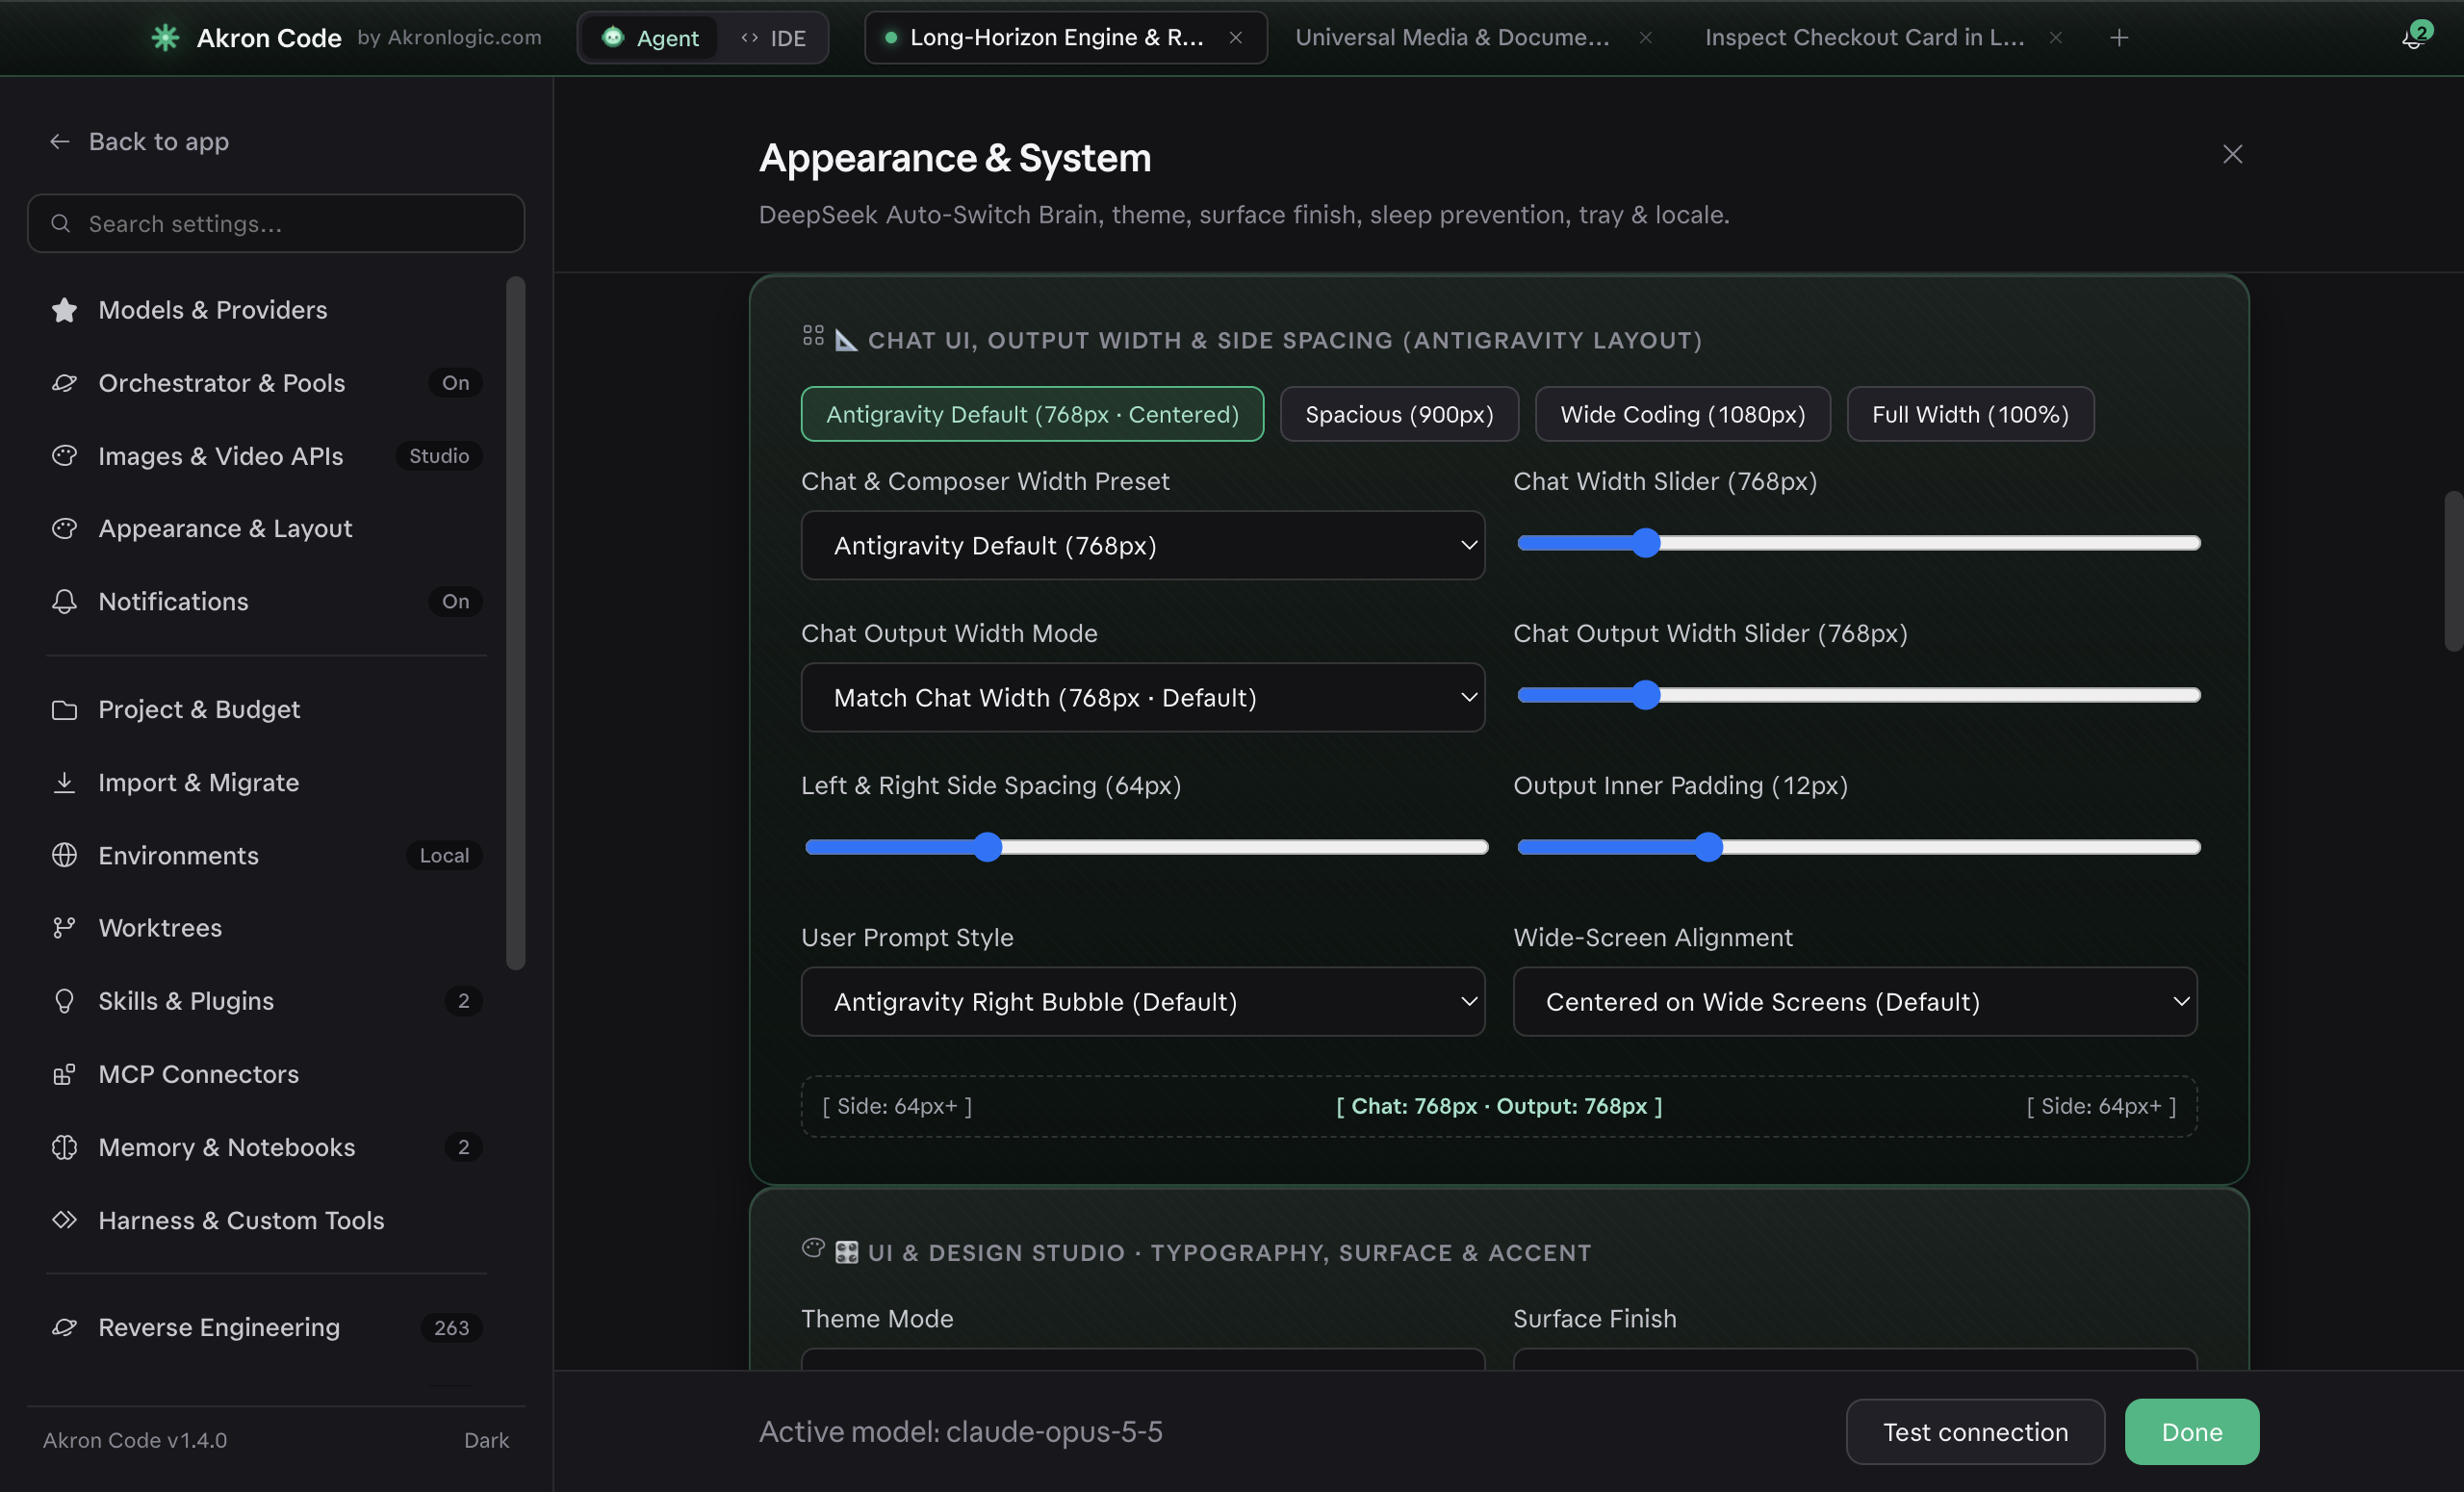 Akron Code by Akronlogic.com
Agent
IDE
Long-Horizon Engine & R...
Universal Media & Docume...
Inspect Checkout Card in L...
2
Back to app
Search settings...
Models & Providers
Orchestrator & Pools On
Images & Video APIs Studio
Appearance & Layout
Notifications On
Project & Budget
Import & Migrate
Environments Local
Worktrees
Skills & Plugins 2
MCP Connectors
Memory & Notebooks 2
Harness & Custom Tools
Reverse Engineering 263
Akron Code v1.4.0 Dark
Appearance & System
DeepSeek Auto-Switch Brain, theme, surface finish, sleep prevention, tray & locale.
CHAT UI, OUTPUT WIDTH & SIDE SPACING (ANTIGRAVITY LAYOUT)
Antigravity Default (768px · Centered)
Spacious (900px)
Wide Coding (1080px)
Full Width (100%)
Chat & Composer Width Preset
Antigravity Default (768px)
Chat Width Slider (768px)
Chat Output Width Mode
Match Chat Width (768px · Default)
Chat Output Width Slider (768px)
Left & Right Side Spacing (64px)
Output Inner Padding (12px)
User Prompt Style
Antigravity Right Bubble (Default)
Wide-Screen Alignment
Centered on Wide Screens (Default)
[ Side: 64px+ ]
[ Chat: 768px · Output: 768px ]
[ Side: 64px+ ]
UI & DESIGN STUDIO · TYPOGRAPHY, SURFACE & ACCENT
Theme Mode
Surface Finish
Active model: claude-opus-5-5
Test connection
Done